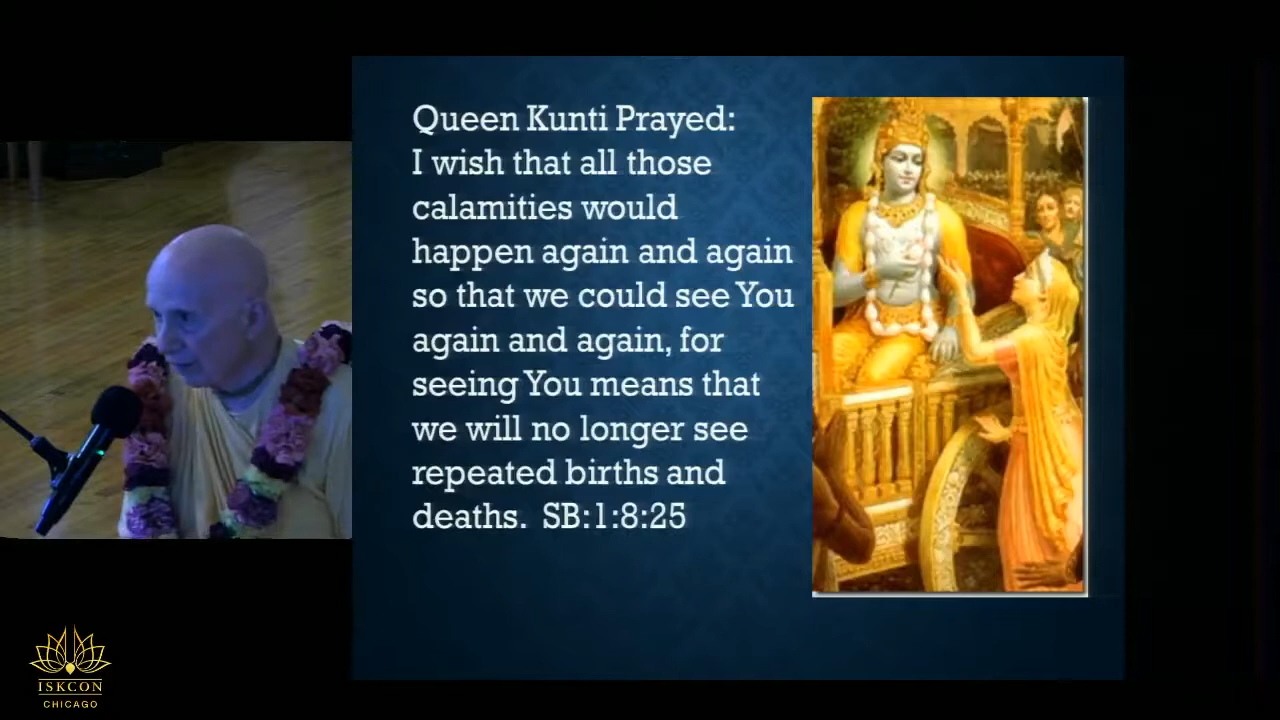 Queen Kunti Prayed:
I wish that all those
calamities would
happen again and again
so that we could see You
again and again, for
seeing You means that
we will no longer see
repeated births and
deaths. SB:1:8:25
ISKCON
CHICAGO